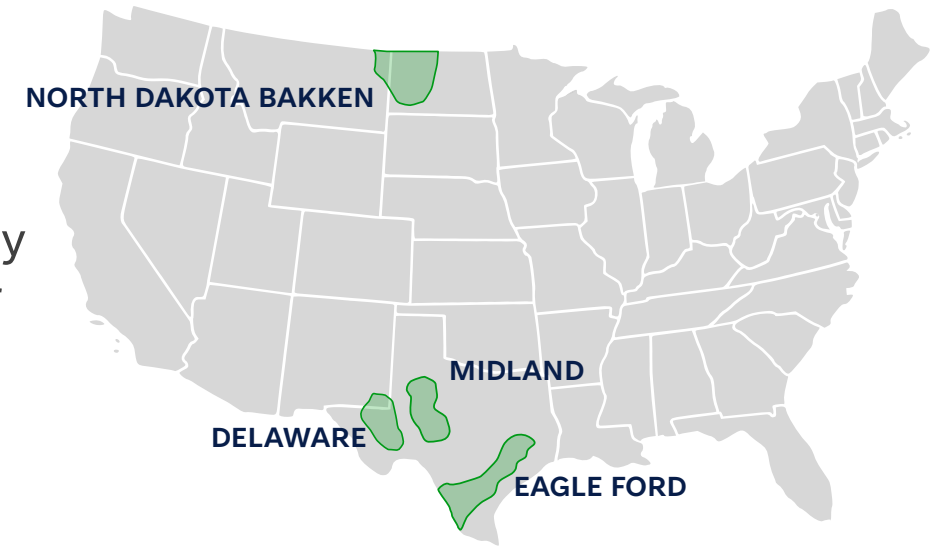 NORTH DAKOTA BAKKEN
y
MIDLAND
DELAWARE
EAGLE FORD